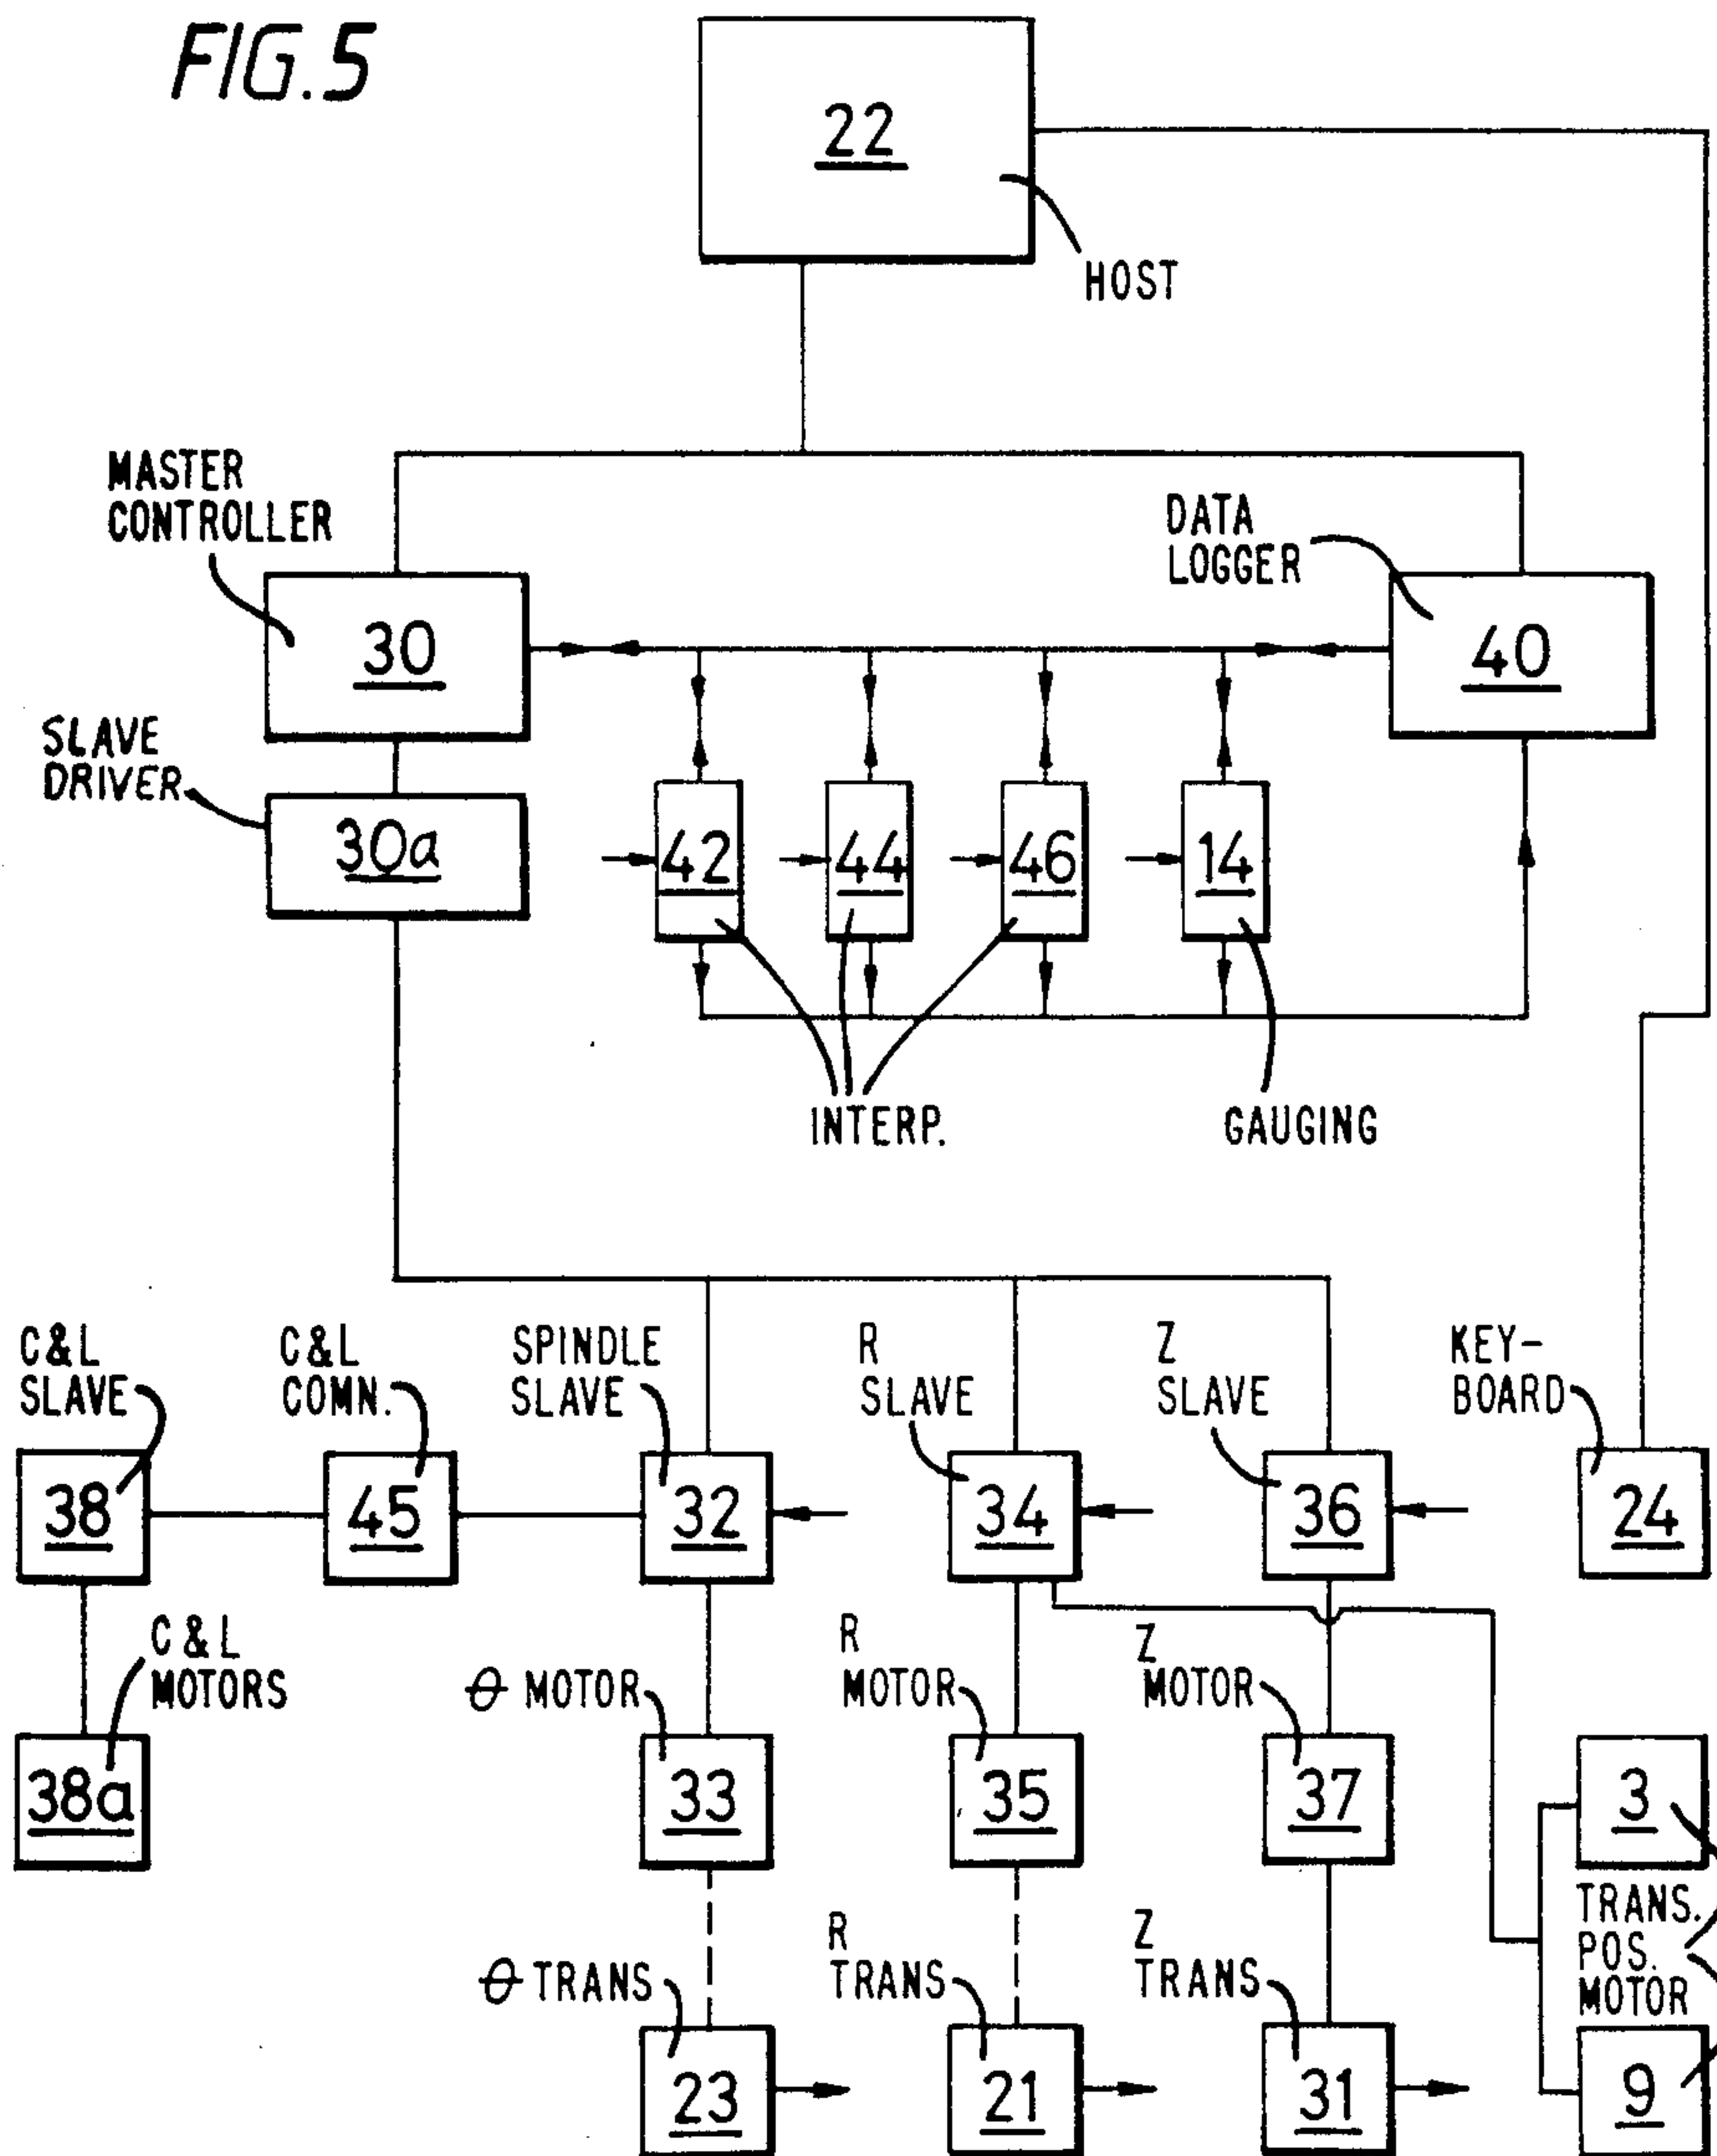 FIG. 5
22
HOST
MASTER
CONTROLLER
DATA
LOGGER
30
40
SLAVE
DRIVER
30a
42
44
46
14
INTERP.
GAUGING
C&L
SLAVE
C&L
COMN.
SPINDLE
SLAVE
R
SLAVE
Z
SLAVE
KEY-
BOARD
38
45
32
34
36
24
C&L
MOTORS
θ MOTOR
R
MOTOR
Z
MOTOR
38a
33
35
37
3
TRANS.
POS.
MOTOR
θ TRANS
R
TRANS
Z
TRANS
23
21
31
9